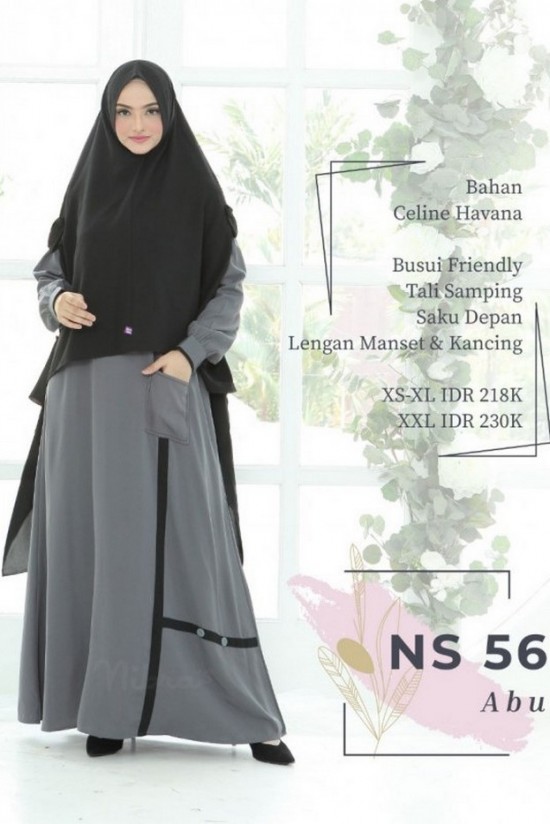 Bahan
Celine Havana
Busui Friendly
Tali Samping
Saku Depan
Lengan Manset & Kancing
XS-XL IDR 218K
XXL IDR 230K
NS 56
Abu